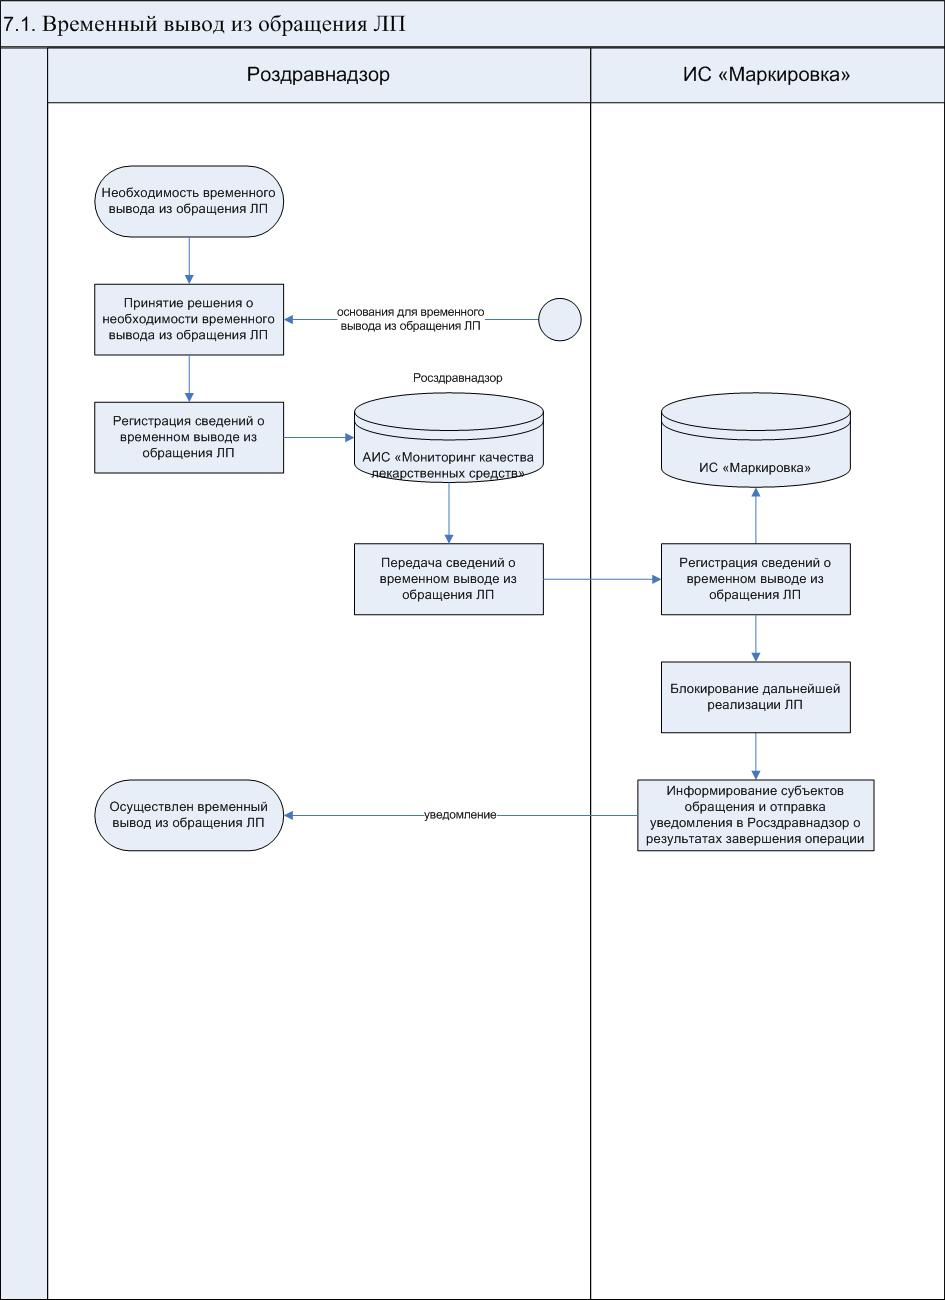 7.1. Временный вывод из обращения ЛП
Роздравнадзор
ИС «Маркировка»
Необходимость временного
вывода из обращения ЛП
Принятие решения о
необходимости временного
вывода из обращения ЛП
основания для временного
вывода из обращения ЛП
Росздравнадзор
Регистрация сведений о
временном выводе из
обращения ЛП
АИС «Мониторинг качества
лекарственных средств»
ИС «Маркировка»
Передача сведений о
временном выводе из
обращения ЛП
Регистрация сведений о
временном выводе из
обращения ЛП
Блокирование дальнейшей
реализации ЛП
Осуществлен временный
вывод из обращения ЛП
уведомление
Информирование субъектов
обращения и отправка
уведомления в Росздравнадзор о
результатах завершения операции